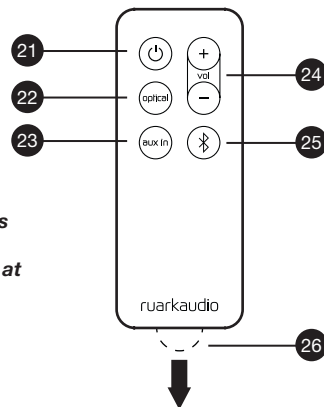 21
22
23
+
vol
−
optical
aux in
24
25
s
at
ruarkaudio
26